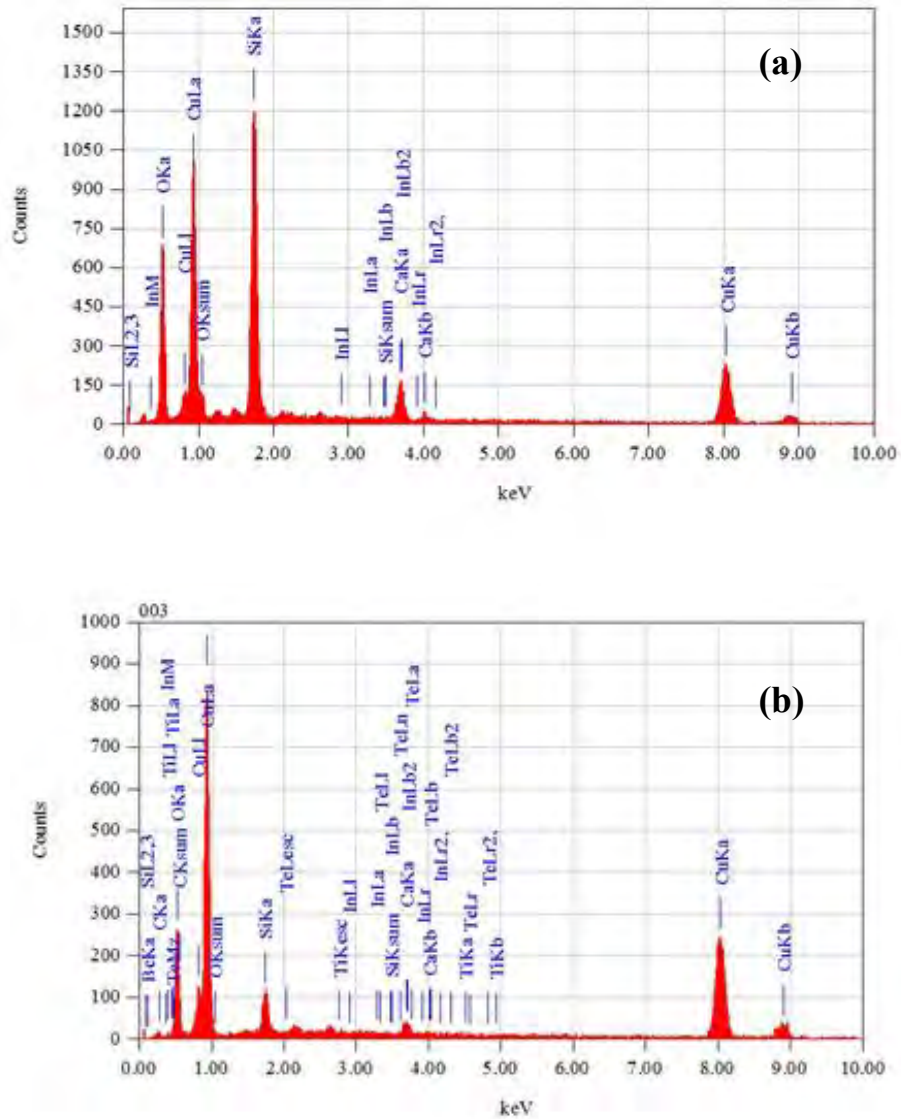 (a)
Counts
1500
1350
1200
1050
900
750
600
450
300
150
0
SiL2,3
InM
OKa
CuLl
CuLa
OKsum
SiKa
InLl
InLa
SiKsum
InLb
CaKa
InLb2
InLr
CaKb
InLr2,
CuKa
CuKb
0.00 1.00 2.00 3.00 4.00 5.00 6.00 7.00 8.00 9.00 10.00
keV
003
(b)
Counts
1000
900
800
700
600
500
400
300
200
100
0
BeKa
SiL2,3
CKa
CKsum
TiLl
OKa
TiLa
InM
CuLl
CuLa
OKsum
SiKa
TeLesc
TiKesc
InLl
InLa
TeLl
SiKsum
InLb
TeLn
CaKa
InLb2
TeLa
InLr
CaKb
TeLb
InLr2,
TeLb2
TiKa
TeLr
TeLr2,
TiKb
CuKa
CuKb
0.00 1.00 2.00 3.00 4.00 5.00 6.00 7.00 8.00 9.00 10.00
keV